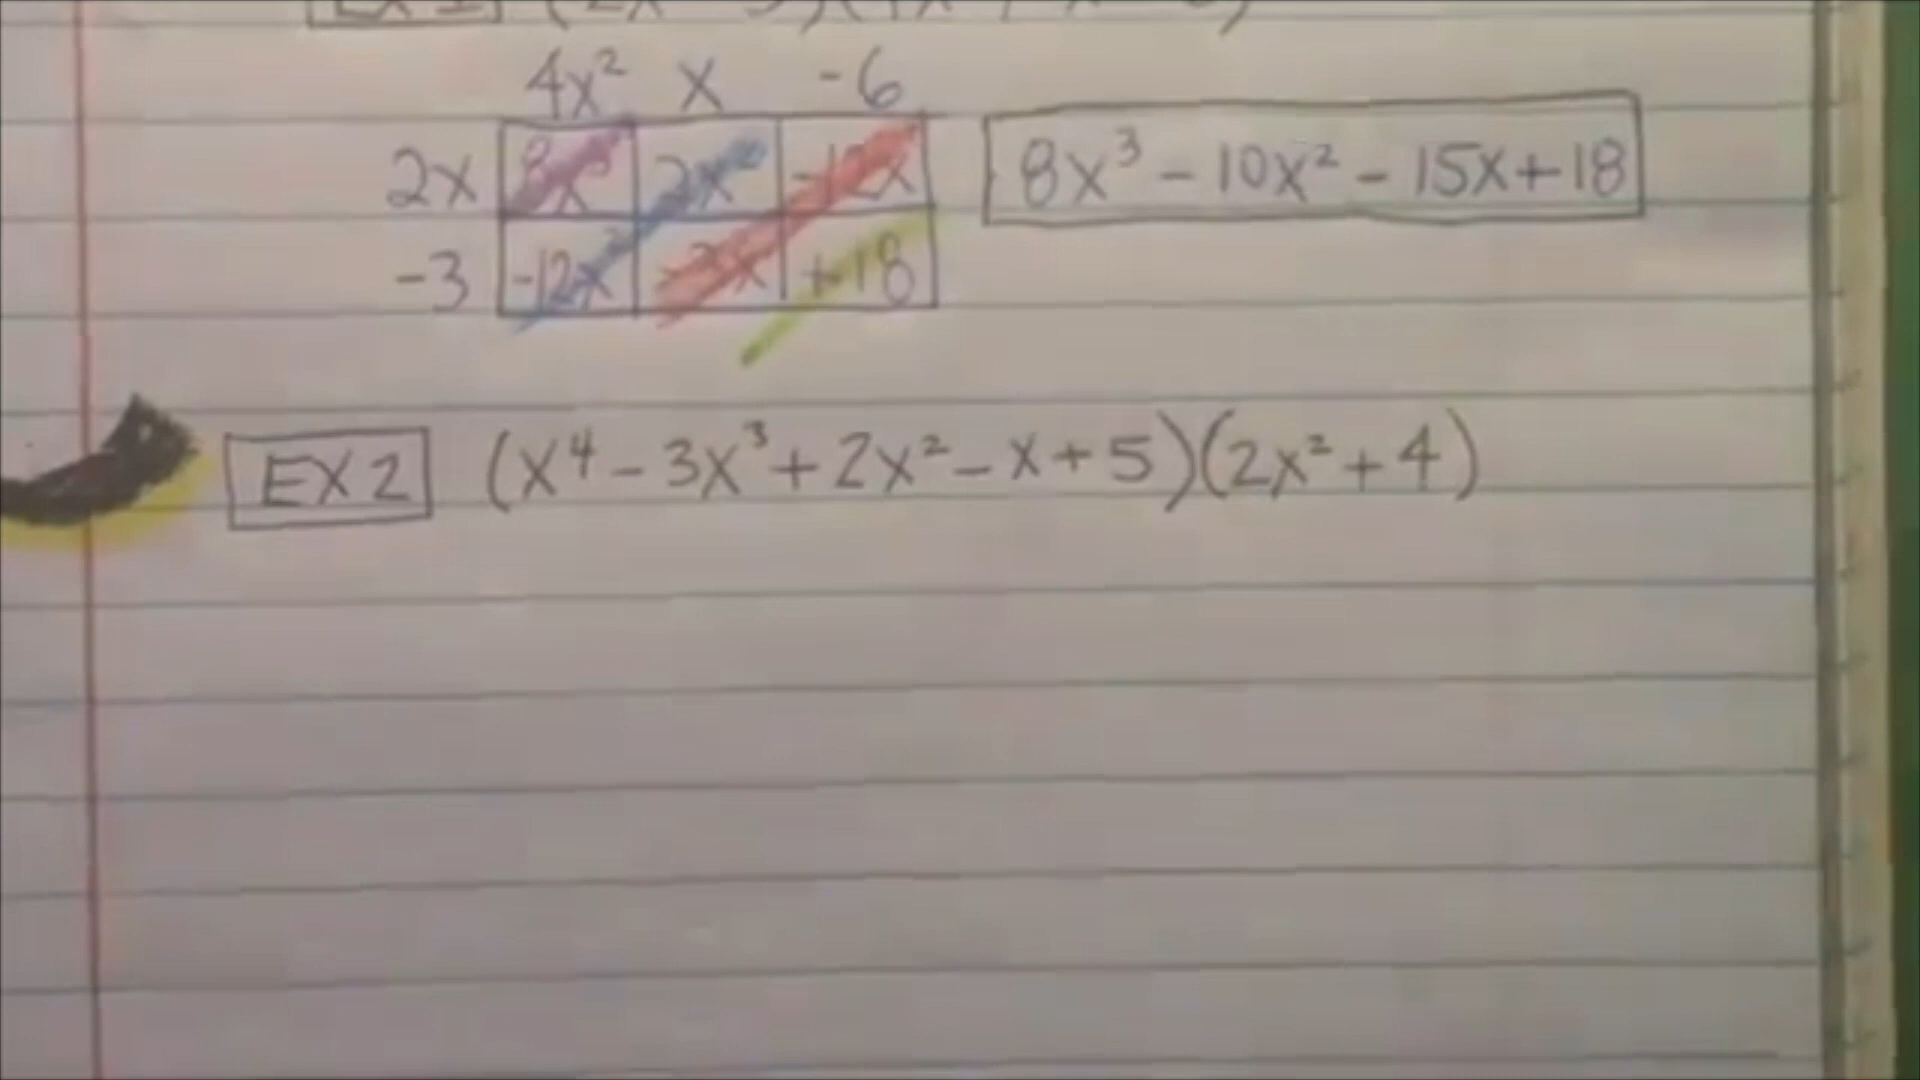 4x² x -6
2x 8x³ 2x² -12x 8x³ - 10x² - 15x + 18
-3 -12x² -3x +18
EX 2 (x⁴ - 3x³ + 2x² - x + 5)(2x² + 4)